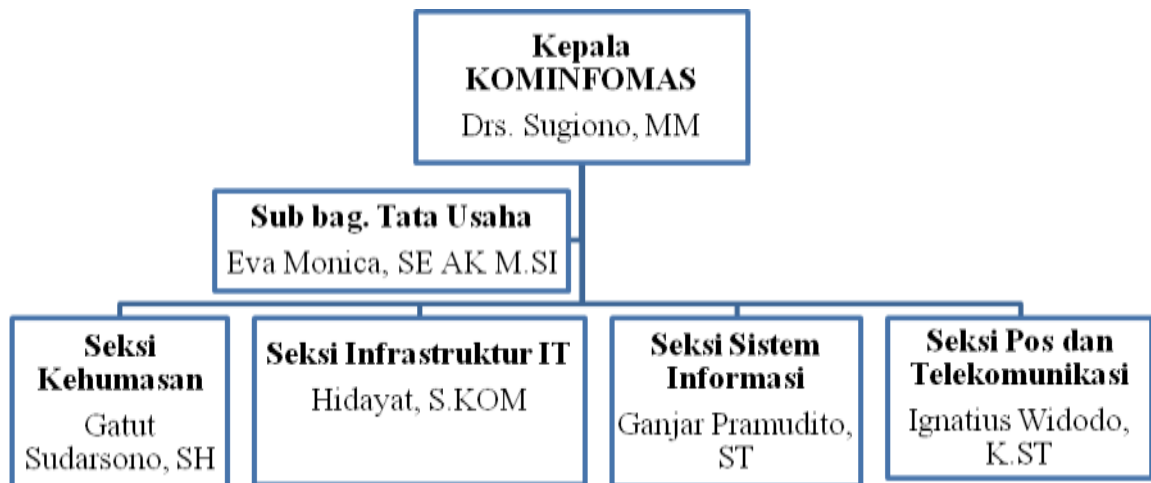 Kepala
KOMINFOMAS
Drs. Sugiono, MM
Sub bag. Tata Usaha
Eva Monica, SE AK M.SI
Seksi
Kehumasan
Gatut
Sudarsono, SH
Seksi Infrastruktur IT
Hidayat, S.KOM
Seksi Sistem
Informasi
Ganjar Pramudito,
ST
Seksi Pos dan
Telekomunikasi
Ignatius Widodo,
K.ST